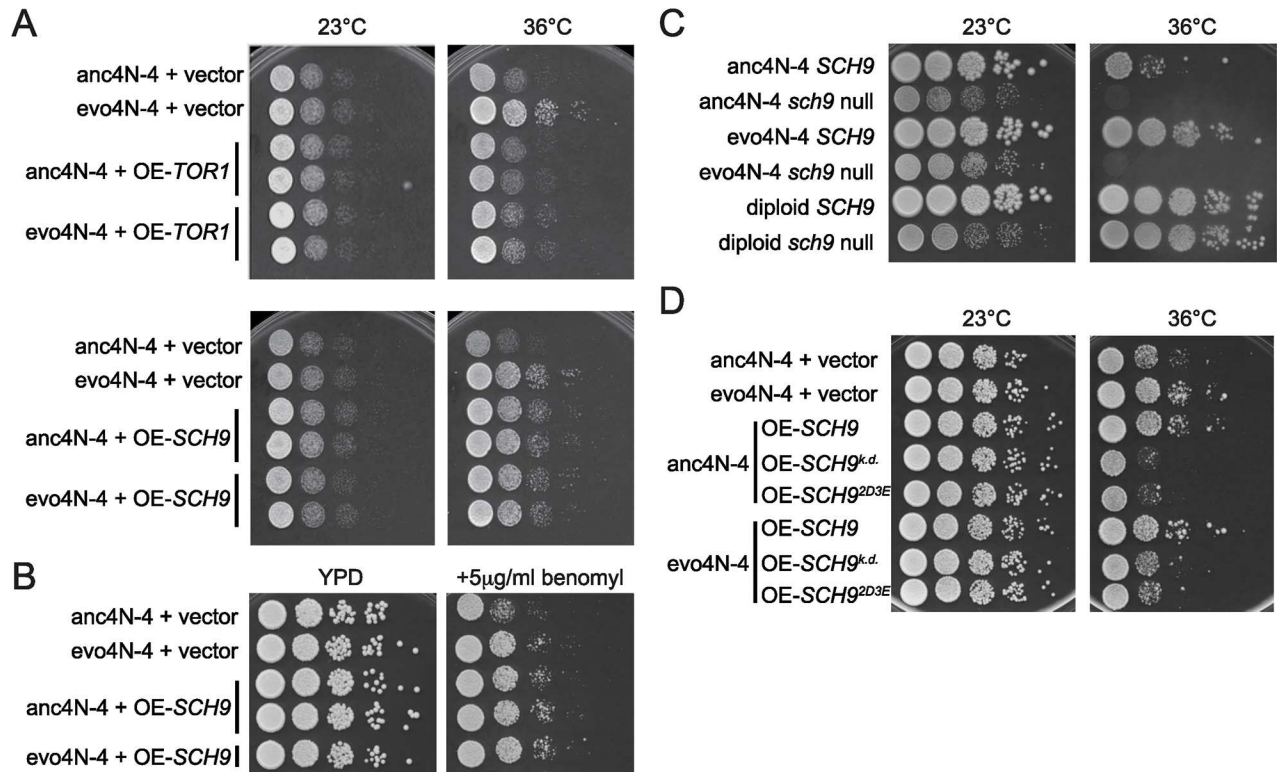 A
23°C 36°C
anc4N-4 + vector
evo4N-4 + vector
anc4N-4 + OE-TOR1
evo4N-4 + OE-TOR1
anc4N-4 + vector
evo4N-4 + vector
anc4N-4 + OE-SCH9
evo4N-4 + OE-SCH9
B
YPD +5μg/ml benomyl
anc4N-4 + vector
evo4N-4 + vector
anc4N-4 + OE-SCH9
evo4N-4 + OE-SCH9
C
23°C 36°C
anc4N-4 SCH9
anc4N-4 sch9 null
evo4N-4 SCH9
evo4N-4 sch9 null
diploid SCH9
diploid sch9 null
D
23°C 36°C
anc4N-4 + vector
evo4N-4 + vector
OE-SCH9
anc4N-4 OE-SCH9k.d.
OE-SCH92D3E
OE-SCH9
evo4N-4 OE-SCH9k.d.
OE-SCH92D3E